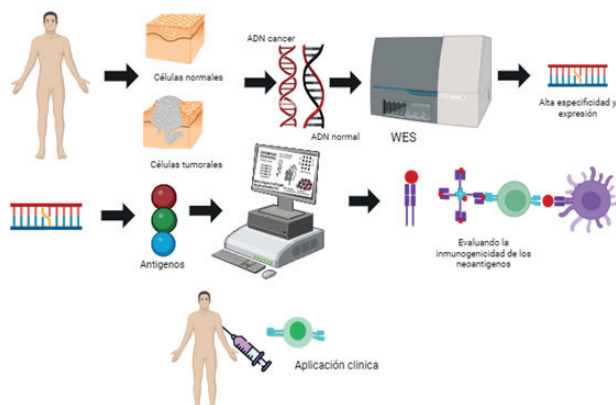 ADN cancer
Células normales
Células tumorales
ADN normal
WES
Alta especificidad y
expresión
Antigenos
Evaluando la
inmunogenicidad de los
neoantigenos
Aplicación clinica